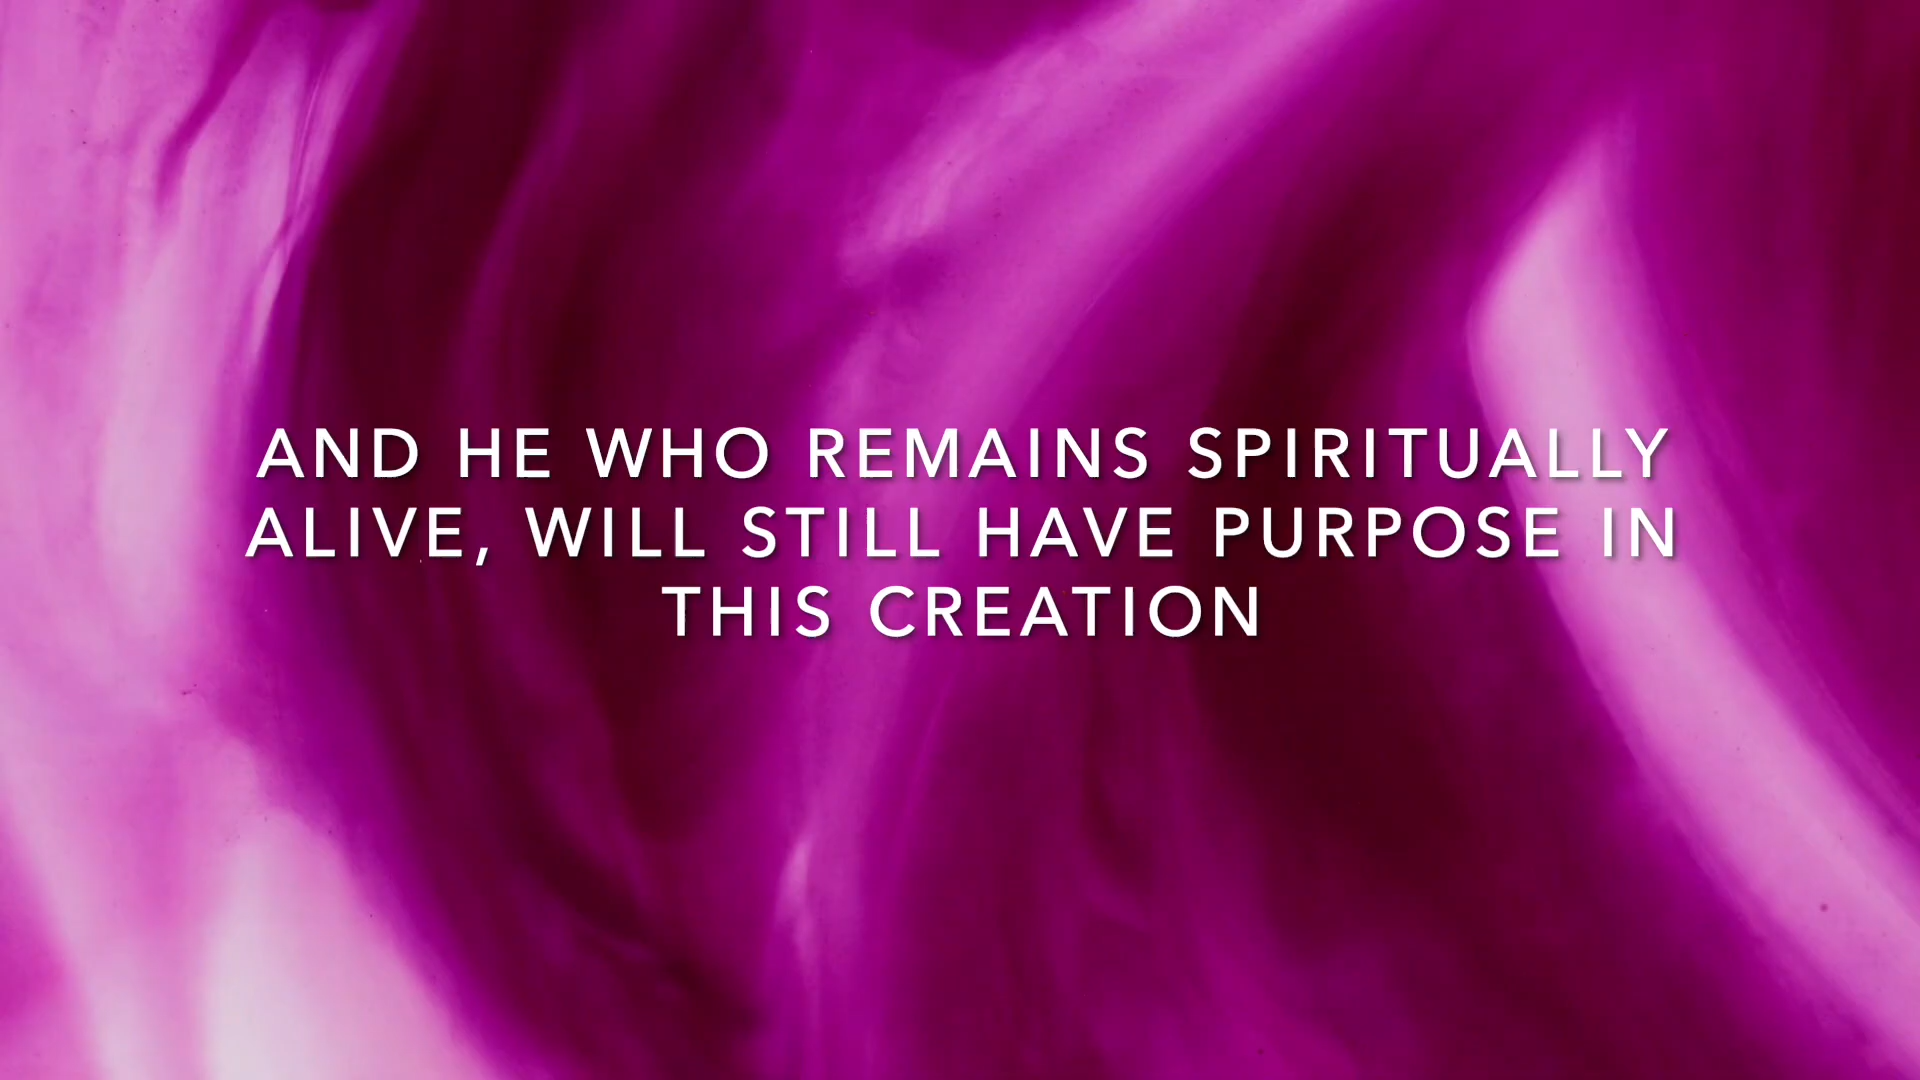 AND HE WHO REMAINS SPIRITUALLY
ALIVE, WILL STILL HAVE PURPOSE IN
THIS CREATION